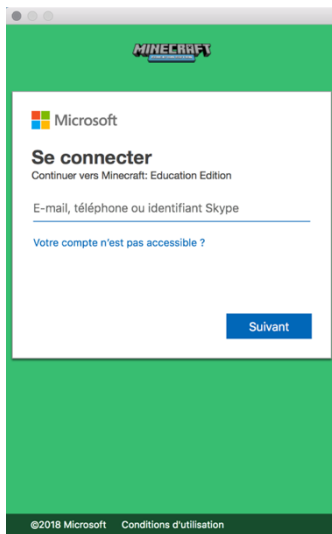 MINECRAFT
Microsoft
Se connecter
Continuer vers Minecraft: Education Edition
E-mail, téléphone ou identifiant Skype
Votre compte n'est pas accessible ?
Suivant
©2018 Microsoft Conditions d'utilisation